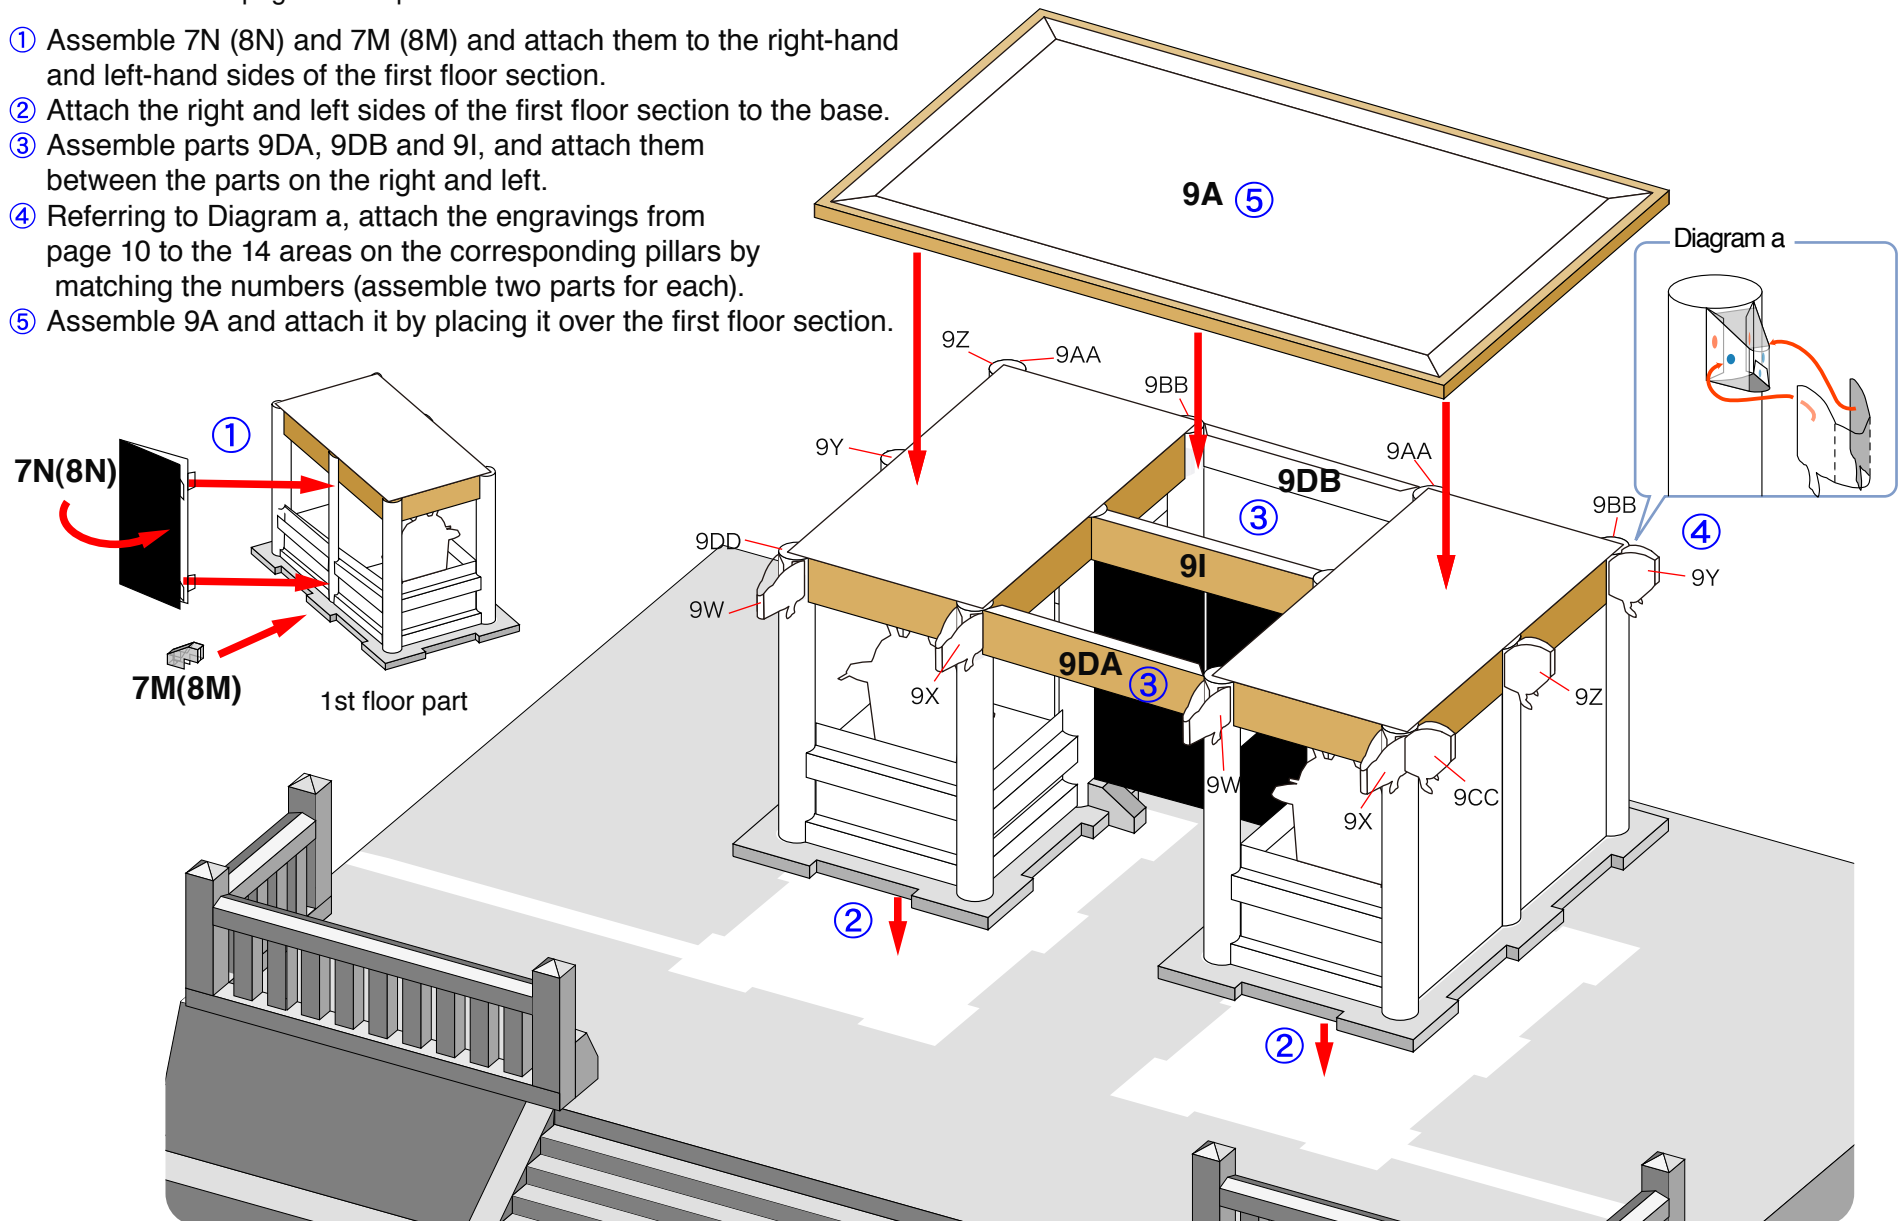 ① Assemble 7N (8N) and 7M (8M) and attach them to the right-hand
and left-hand sides of the first floor section.
② Attach the right and left sides of the first floor section to the base.
③ Assemble parts 9DA, 9DB and 9I, and attach them
between the parts on the right and left.
④ Referring to Diagram a, attach the engravings from
page 10 to the 14 areas on the corresponding pillars by
matching the numbers (assemble two parts for each).
⑤ Assemble 9A and attach it by placing it over the first floor section.
9A ⑤
Diagram a
9Z
9AA
9BB
9Y
9AA
9DB
③
9BB
④
9Y
①
7N(8N)
7M(8M)
1st floor part
9DD
9W
9I
9X
9DA ③
9Z
9W
9X
9CC
②
②